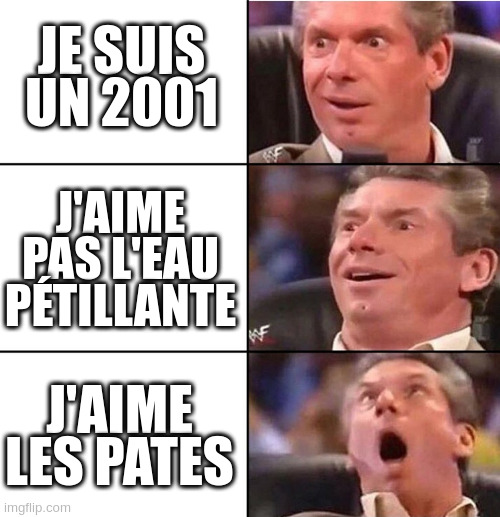 JE SUIS
UN 2001
J'AIME
PAS L'EAU
PÉTILLANTE
J'AIME
LES PATES
imgflip.com